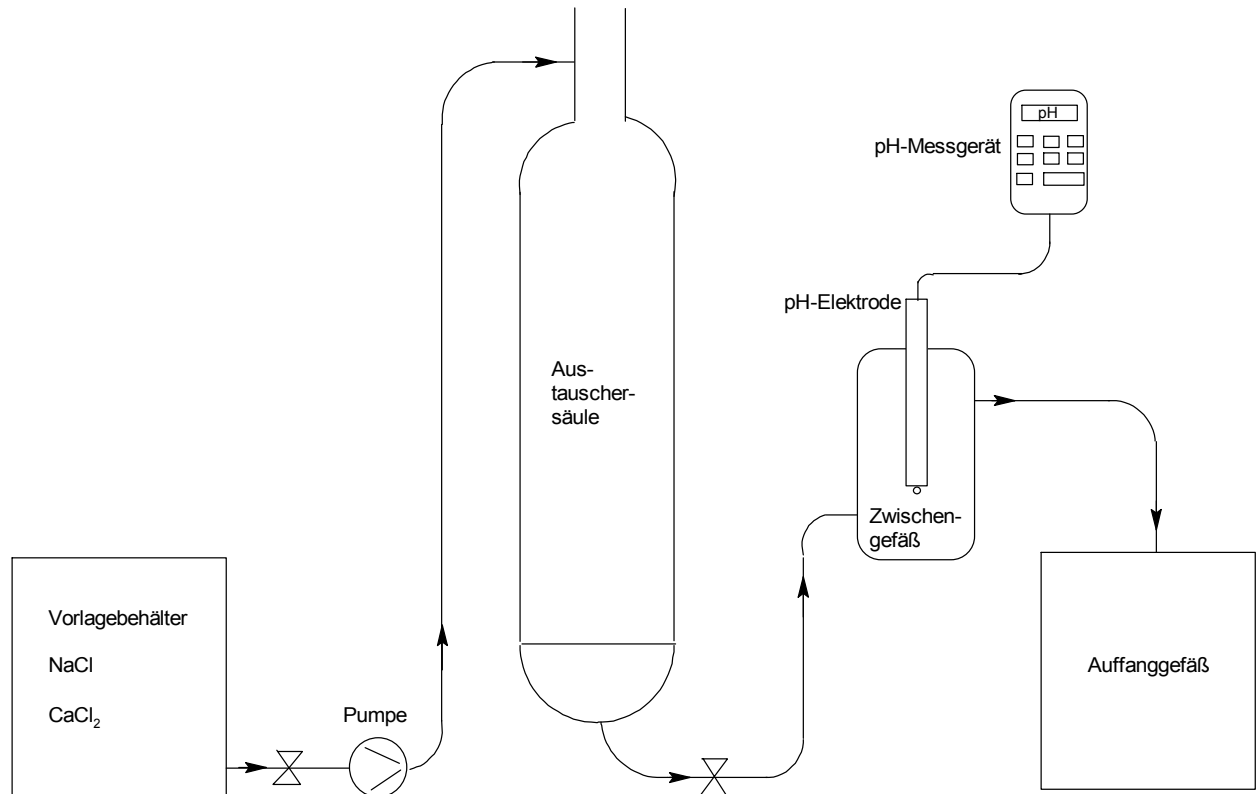 pH
pH-Messgerät
pH-Elektrode
Aus-
tauscher-
säule
Zwischen-
gefäß
Vorlagebehälter
NaCl
CaCl₂
Pumpe
Auffanggefäß